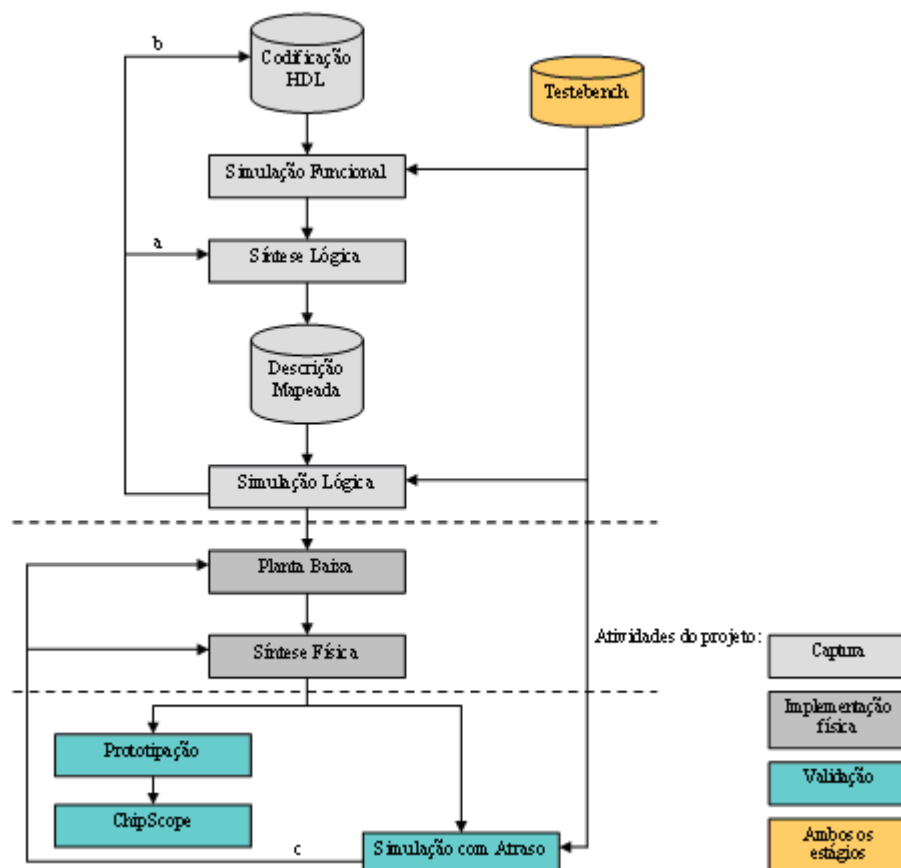 b
Codificação
HDL
Testebench
Simulação Funcional
a
Síntese Lógica
Descrição
Mapeada
Simulação Lógica
Planta Baixa
Síntese Física
Atividades do projeto:
Captura
Implementação
física
Prototipação
Validação
ChipScope
c
Simulação com Atraso
Ambos os
estágios